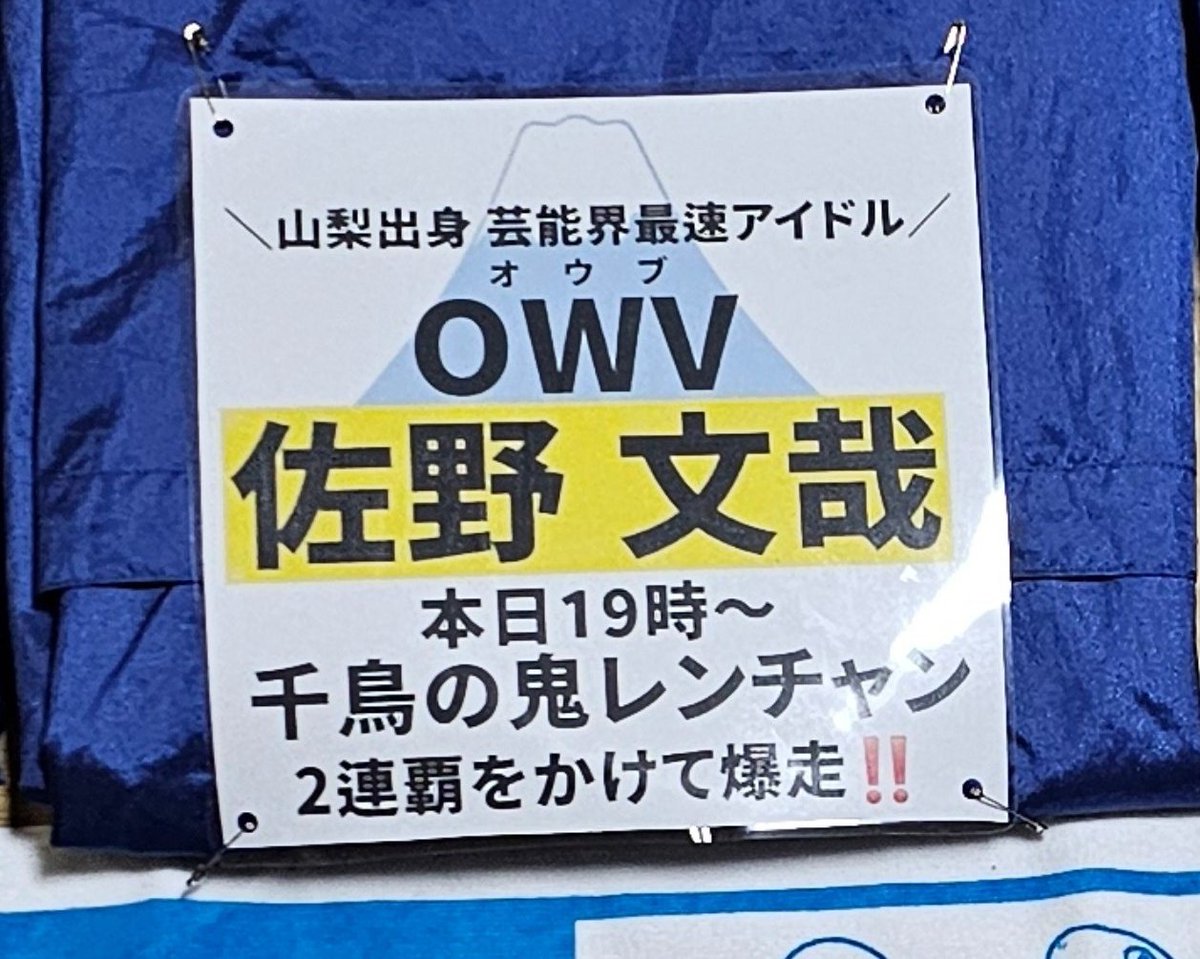 ＼山梨出身 芸能界最速アイドル／
オウブ
OWV
佐野 文哉
本日19時～
千鳥の鬼レンチャン
2連覇をかけて爆走‼